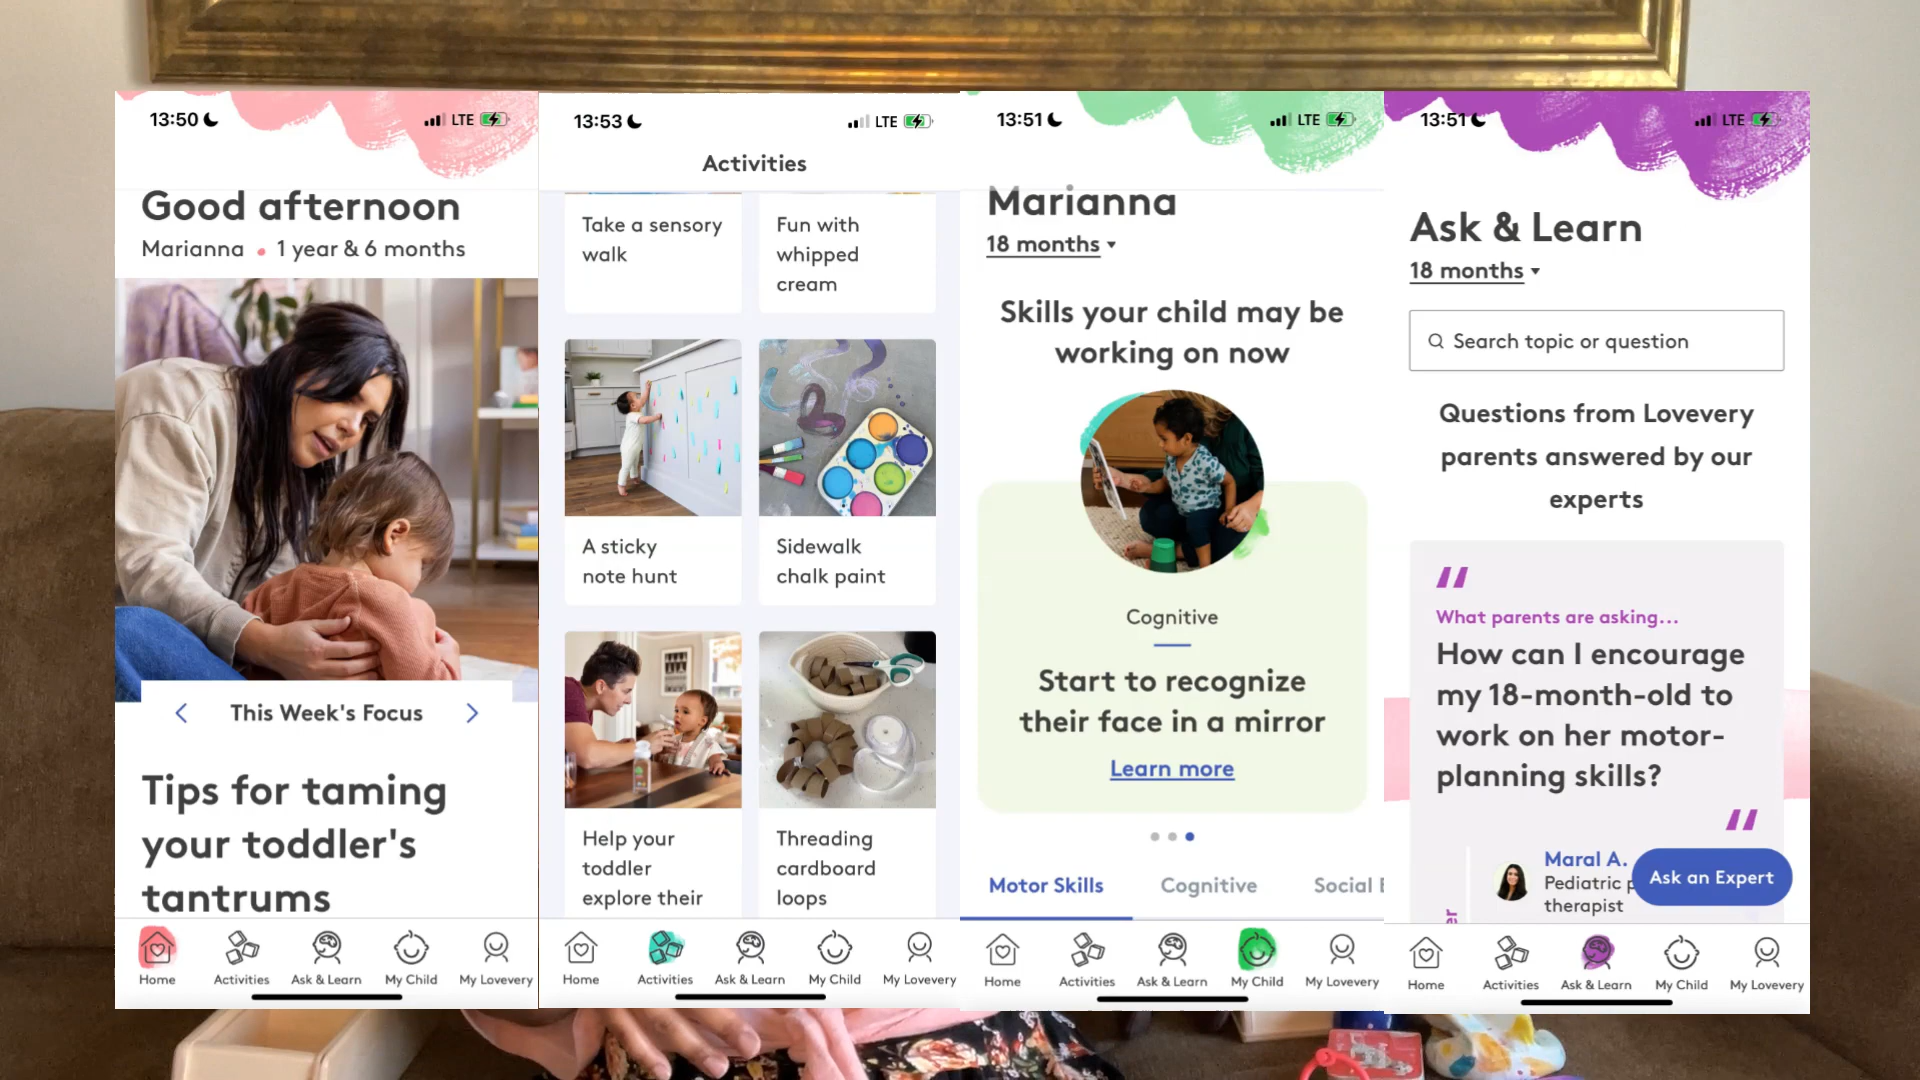 13:50
LTE
Good afternoon
Marianna • 1 year & 6 months
This Week's Focus
Tips for taming
your toddler's
tantrums
Home
Activities
Ask & Learn
My Child
My Lovevery
13:53
LTE
Activities
Take a sensory
walk
Fun with
whipped
cream
A sticky
note hunt
Sidewalk
chalk paint
Help your
toddler
explore their
Threading
cardboard
loops
Home
Activities
Ask & Learn
My Child
My Lovevery
13:51
LTE
Marianna
18 months
Skills your child may be
working on now
Cognitive
Start to recognize
their face in a mirror
Learn more
Motor Skills
Cognitive
Social
Home
Activities
Ask & Learn
My Child
My Lovevery
13:51
LTE
Ask & Learn
18 months
Search topic or question
Questions from Lovevery
parents answered by our
experts
What parents are asking...
How can I encourage
my 18-month-old to
work on her motor-
planning skills?
Maral A.
Pediatric p
therapist
Ask an Expert
Home
Activities
Ask & Learn
My Child
My Lovevery